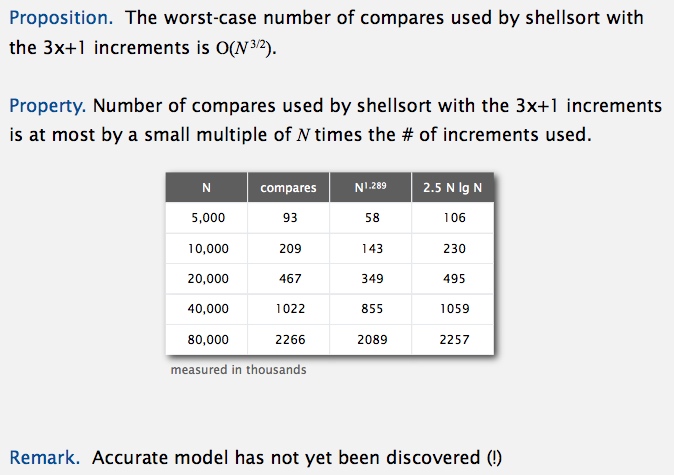 Proposition. The worst-case number of compares used by shellsort with
the 3x+1 increments is O(N^3/2).
Property. Number of compares used by shellsort with the 3x+1 increments
is at most by a small multiple of N times the # of increments used.
N compares N^1.289 2.5 N lg N
5,000 93 58 106
10,000 209 143 230
20,000 467 349 495
40,000 1022 855 1059
80,000 2266 2089 2257
measured in thousands
Remark. Accurate model has not yet been discovered (!)